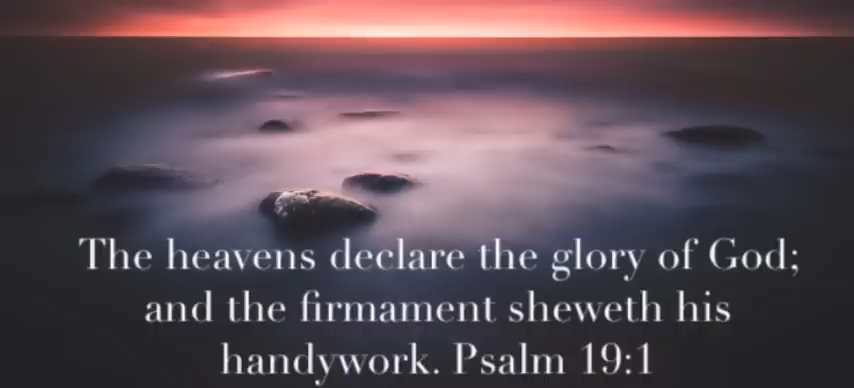 The heavens declare the glory of God;
and the firmament sheweth his
handywork. Psalm 19:1